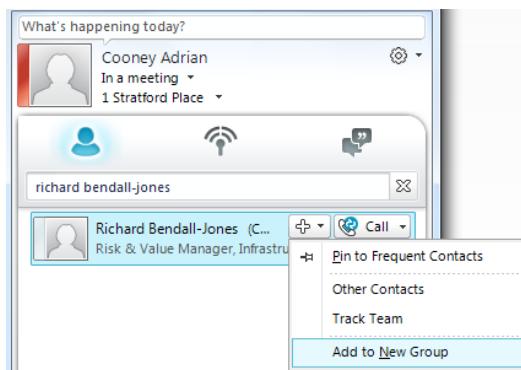 What's happening today?
Cooney Adrian
In a meeting
1 Stratford Place
richard bendall-jones
Richard Bendall-Jones (C...
Call
Risk & Value Manager, Infrastru
Pin to Frequent Contacts
Other Contacts
Track Team
Add to New Group